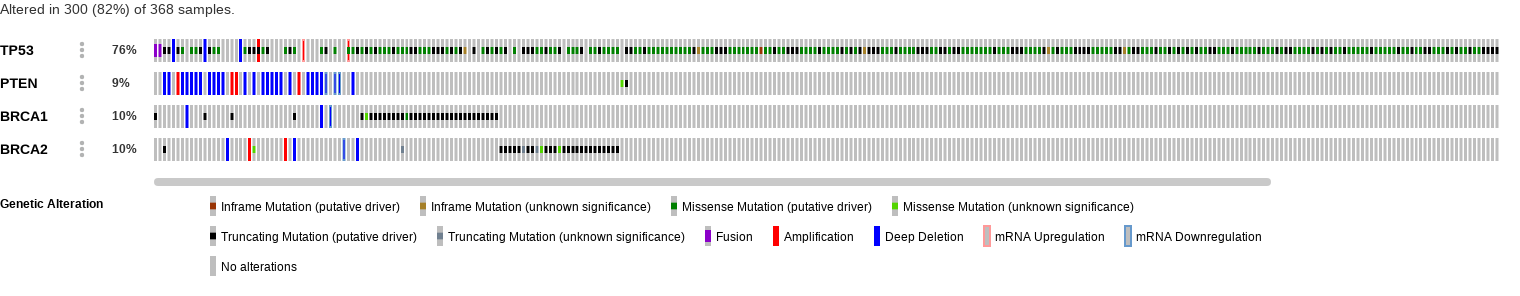 Altered in 300 (82%) of 368 samples.
TP53 76%
PTEN 9%
BRCA1 10%
BRCA2 10%
Genetic Alteration
Inframe Mutation (putative driver) Inframe Mutation (unknown significance) Missense Mutation (putative driver) Missense Mutation (unknown significance)
Truncating Mutation (putative driver) Truncating Mutation (unknown significance) Fusion Amplification Deep Deletion mRNA Upregulation mRNA Downregulation
No alterations